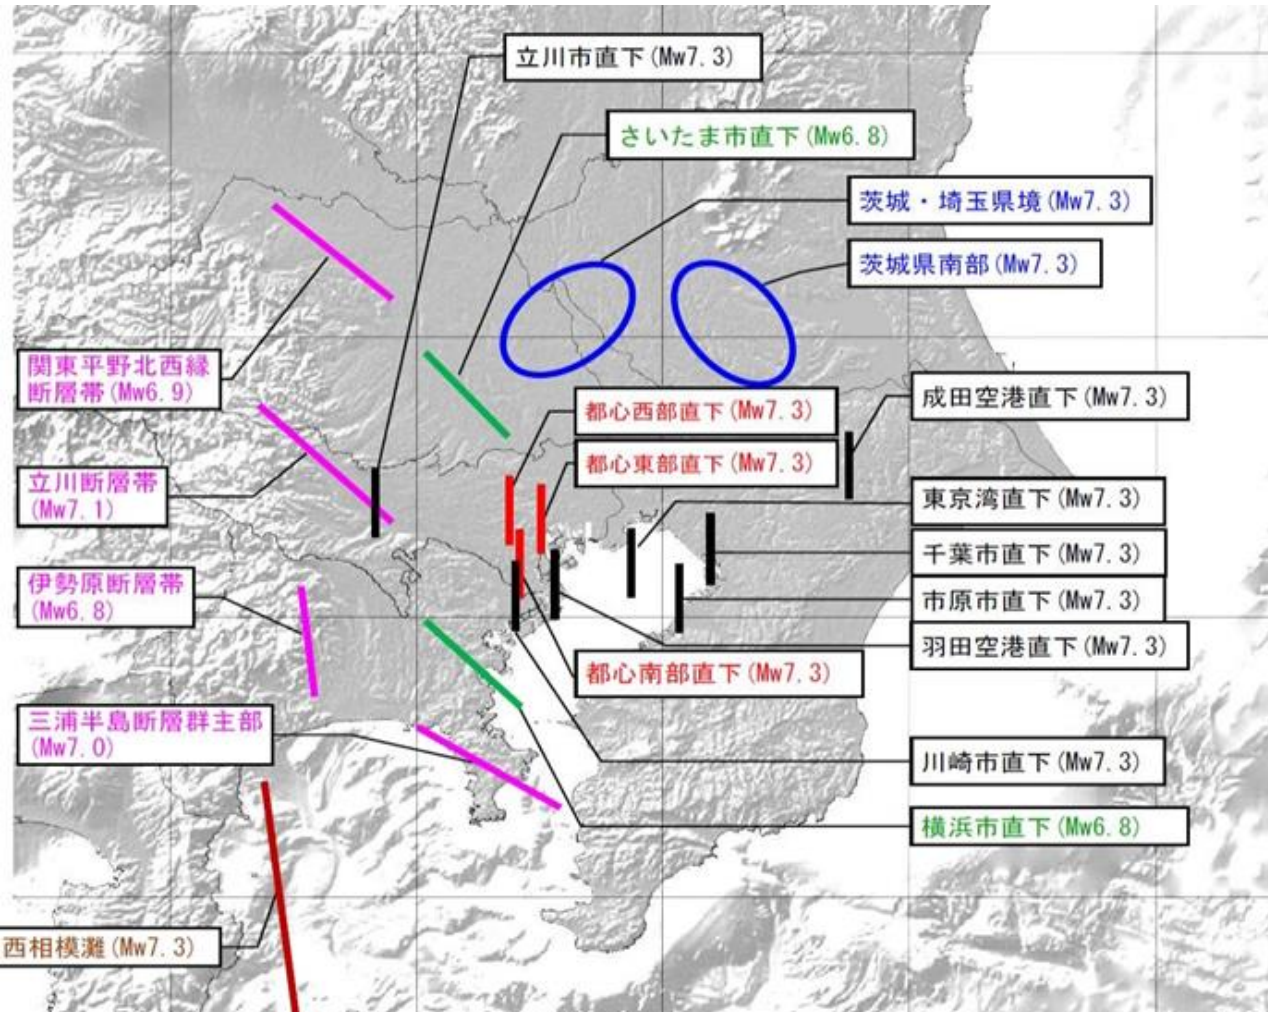 立川市直下(Mw7.3)
さいたま市直下(Mw6.8)
茨城・埼玉県境(Mw7.3)
茨城県南部(Mw7.3)
関東平野北西縁
断層帯(Mw6.9)
都心西部直下(Mw7.3)
成田空港直下(Mw7.3)
都心東部直下(Mw7.3)
立川断層帯
(Mw7.1)
東京湾直下(Mw7.3)
千葉市直下(Mw7.3)
伊勢原断層帯
(Mw6.8)
市原市直下(Mw7.3)
羽田空港直下(Mw7.3)
都心南部直下(Mw7.3)
三浦半島断層群主部
(Mw7.0)
川崎市直下(Mw7.3)
横浜市直下(Mw6.8)
西相模灘(Mw7.3)